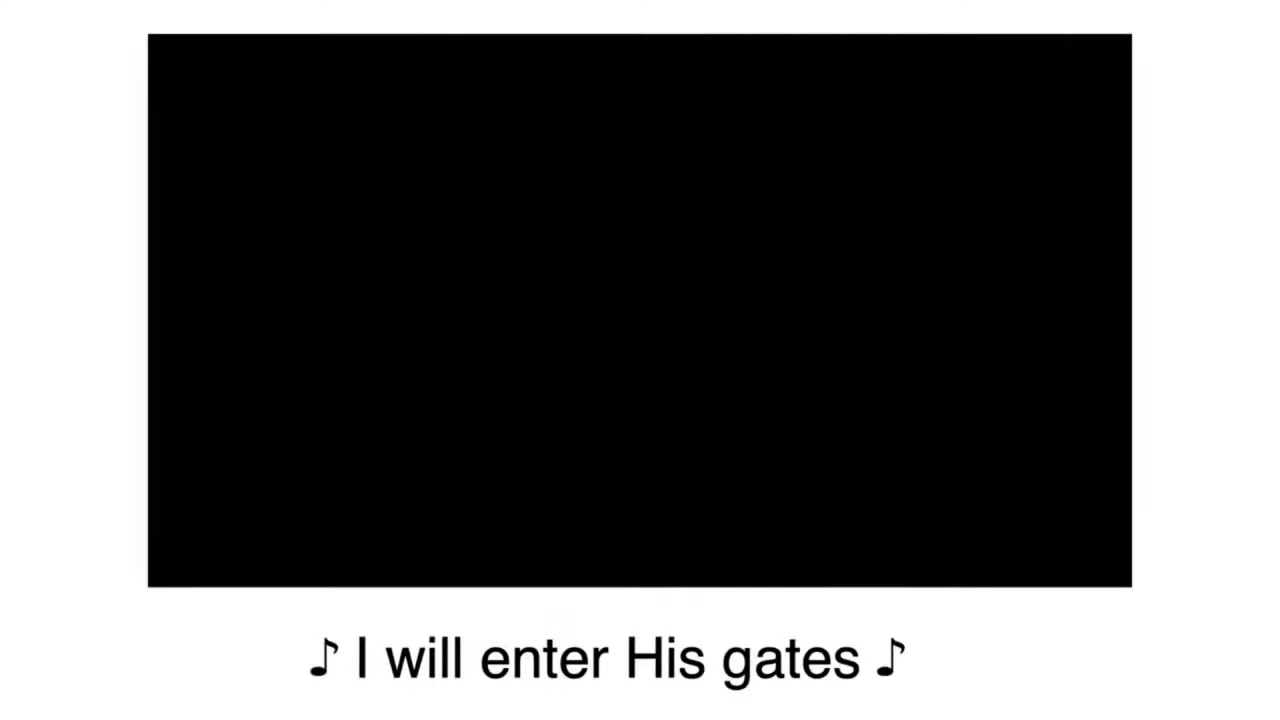 ♪ I will enter His gates ♪